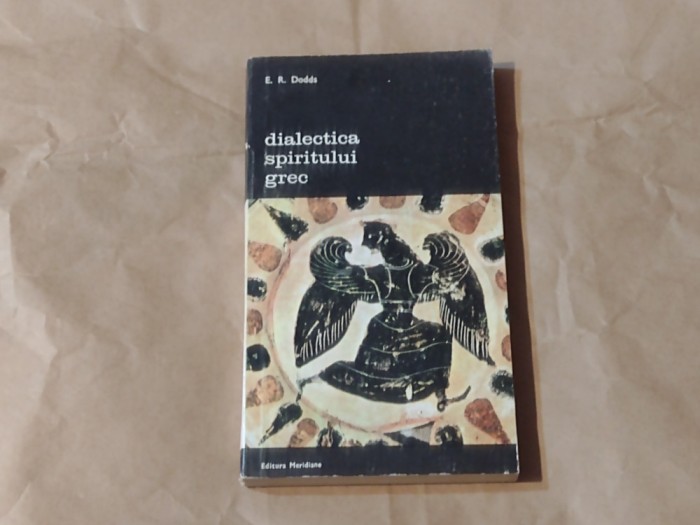 E. R. Dodds
dialectica
spiritului
grec
Editura Meridiane